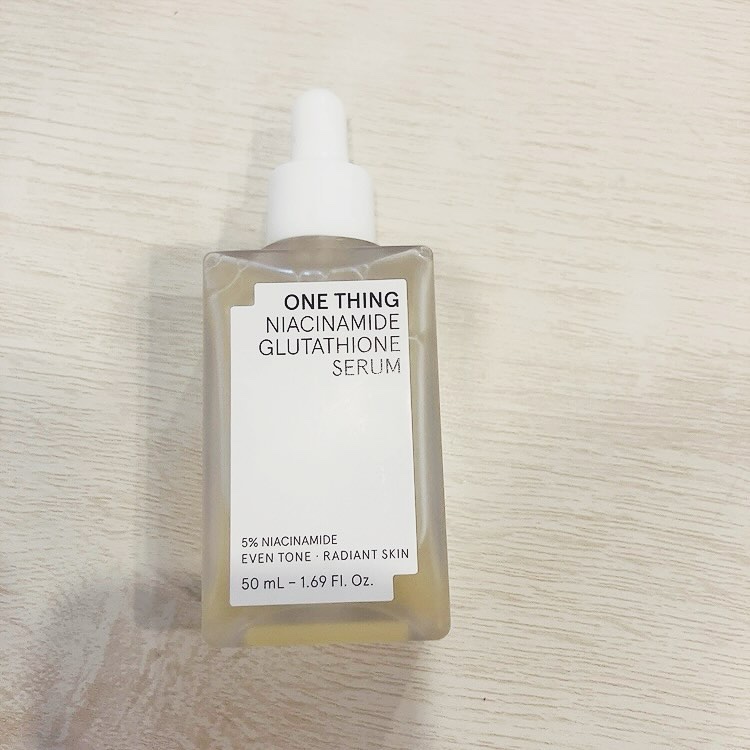 ONE THING
NIACINAMIDE
GLUTATHIONE
SERUM
5% NIACINAMIDE
EVEN TONE · RADIANT SKIN
50 mL – 1.69 Fl. Oz.